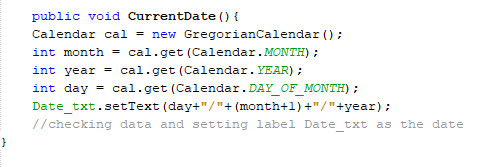 public void CurrentDate(){
Calendar cal = new GregorianCalendar();
int month = cal.get(Calendar.MONTH);
int year = cal.get(Calendar.YEAR);
int day = cal.get(Calendar.DAY_OF_MONTH);
Date_txt.setText(day+"/"+(month+1)+"/"+year);
//checking data and setting label Date_txt as the date
}